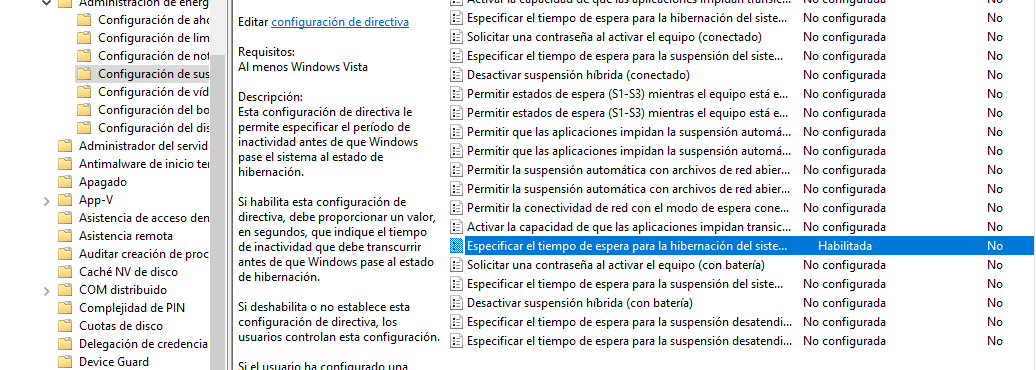 Administración de energ
Configuración de aho
Configuración de lim
Configuración de not
Configuración de sus
Configuración de víd
Configuración del bo
Configuración del dis
Administrador del servid
Antimalware de inicio ter
Apagado
App-V
Asistencia de acceso den
Asistencia remota
Auditar creación de proc
Caché NV de disco
COM distribuido
Complejidad de PIN
Cuotas de disco
Delegación de credencia
Device Guard
Editar configuración de directiva
Requisitos:
Al menos Windows Vista
Descripción:
Esta configuración de directiva le
permite especificar el período de
inactividad antes de que Windows
pase el sistema al estado de
hibernación.
Si habilita esta configuración de
directiva, debe proporcionar un valor,
en segundos, que indique el tiempo
de inactividad que debe transcurrir
antes de que Windows pase al estado
de hibernación.
Si deshabilita o no establece esta
configuración de directiva, los
usuarios controlan esta configuración.
Si el usuario ha configurado una
Activar la capacidad de que las aplicaciones impidan transic... No configurada No
Especificar el tiempo de espera para la hibernación del siste... No configurada No
Solicitar una contraseña al activar el equipo (conectado) No configurada No
Especificar el tiempo de espera para la suspensión del siste... No configurada No
Desactivar suspensión híbrida (conectado) No configurada No
Permitir estados de espera (S1-S3) mientras el equipo está e... No configurada No
Permitir estados de espera (S1-S3) mientras el equipo está e... No configurada No
Permitir que las aplicaciones impidan la suspensión automá... No configurada No
Permitir que las aplicaciones impidan la suspensión automá... No configurada No
Permitir la suspensión automática con archivos de red abier... No configurada No
Permitir la suspensión automática con archivos de red abier... No configurada No
Permitir la conectividad de red con el modo de espera cone... No configurada No
Activar la capacidad de que las aplicaciones impidan transic... No configurada No
Especificar el tiempo de espera para la hibernación del siste... Habilitada No
Solicitar una contraseña al activar el equipo (con batería) No configurada No
Especificar el tiempo de espera para la suspensión del siste... No configurada No
Desactivar suspensión híbrida (con batería) No configurada No
Especificar el tiempo de espera para la suspensión desatendi... No configurada No
Especificar el tiempo de espera para la suspensión desatendi... No configurada No